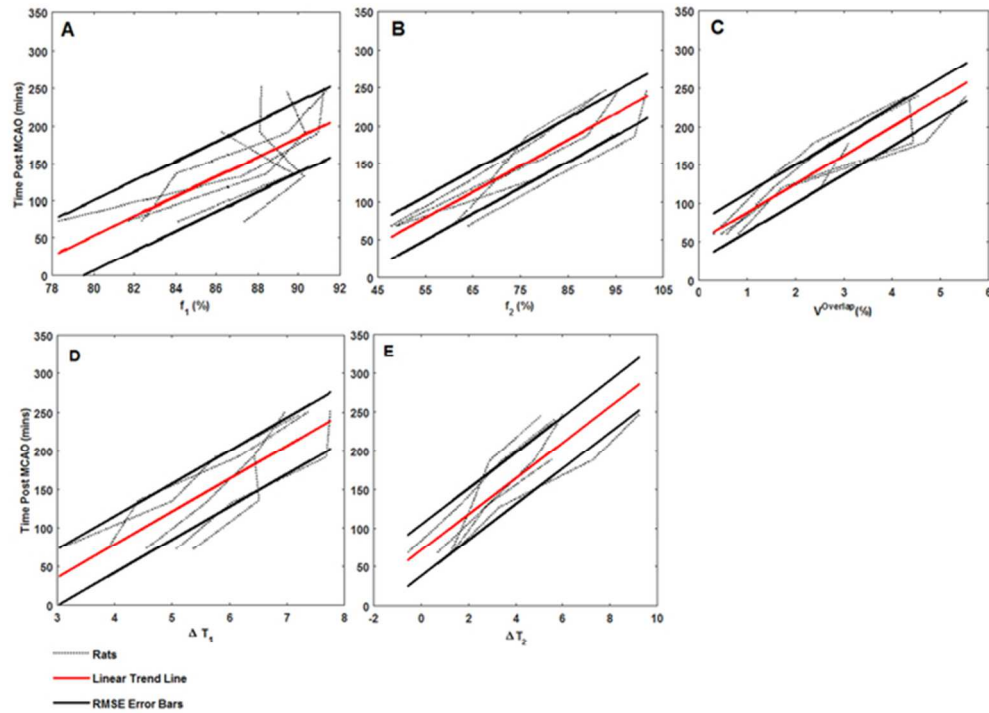 A
350
300
250
200
150
100
50
0
Time Post MCAO (mins)
78 80 82 84 86 88 90 92
f1 (%)
B
350
300
250
200
150
100
50
0
45 55 65 75 85 95 105
f2 (%)
C
350
300
250
200
150
100
50
0
0 1 2 3 4 5 6
VOverlap(%)
D
350
300
250
200
150
100
50
0
Time Post MCAO (mins)
3 4 5 6 7 8
Δ T1
E
350
300
250
200
150
100
50
0
-2 0 2 4 6 8 10
Δ T2
Rats
Linear Trend Line
RMSE Error Bars